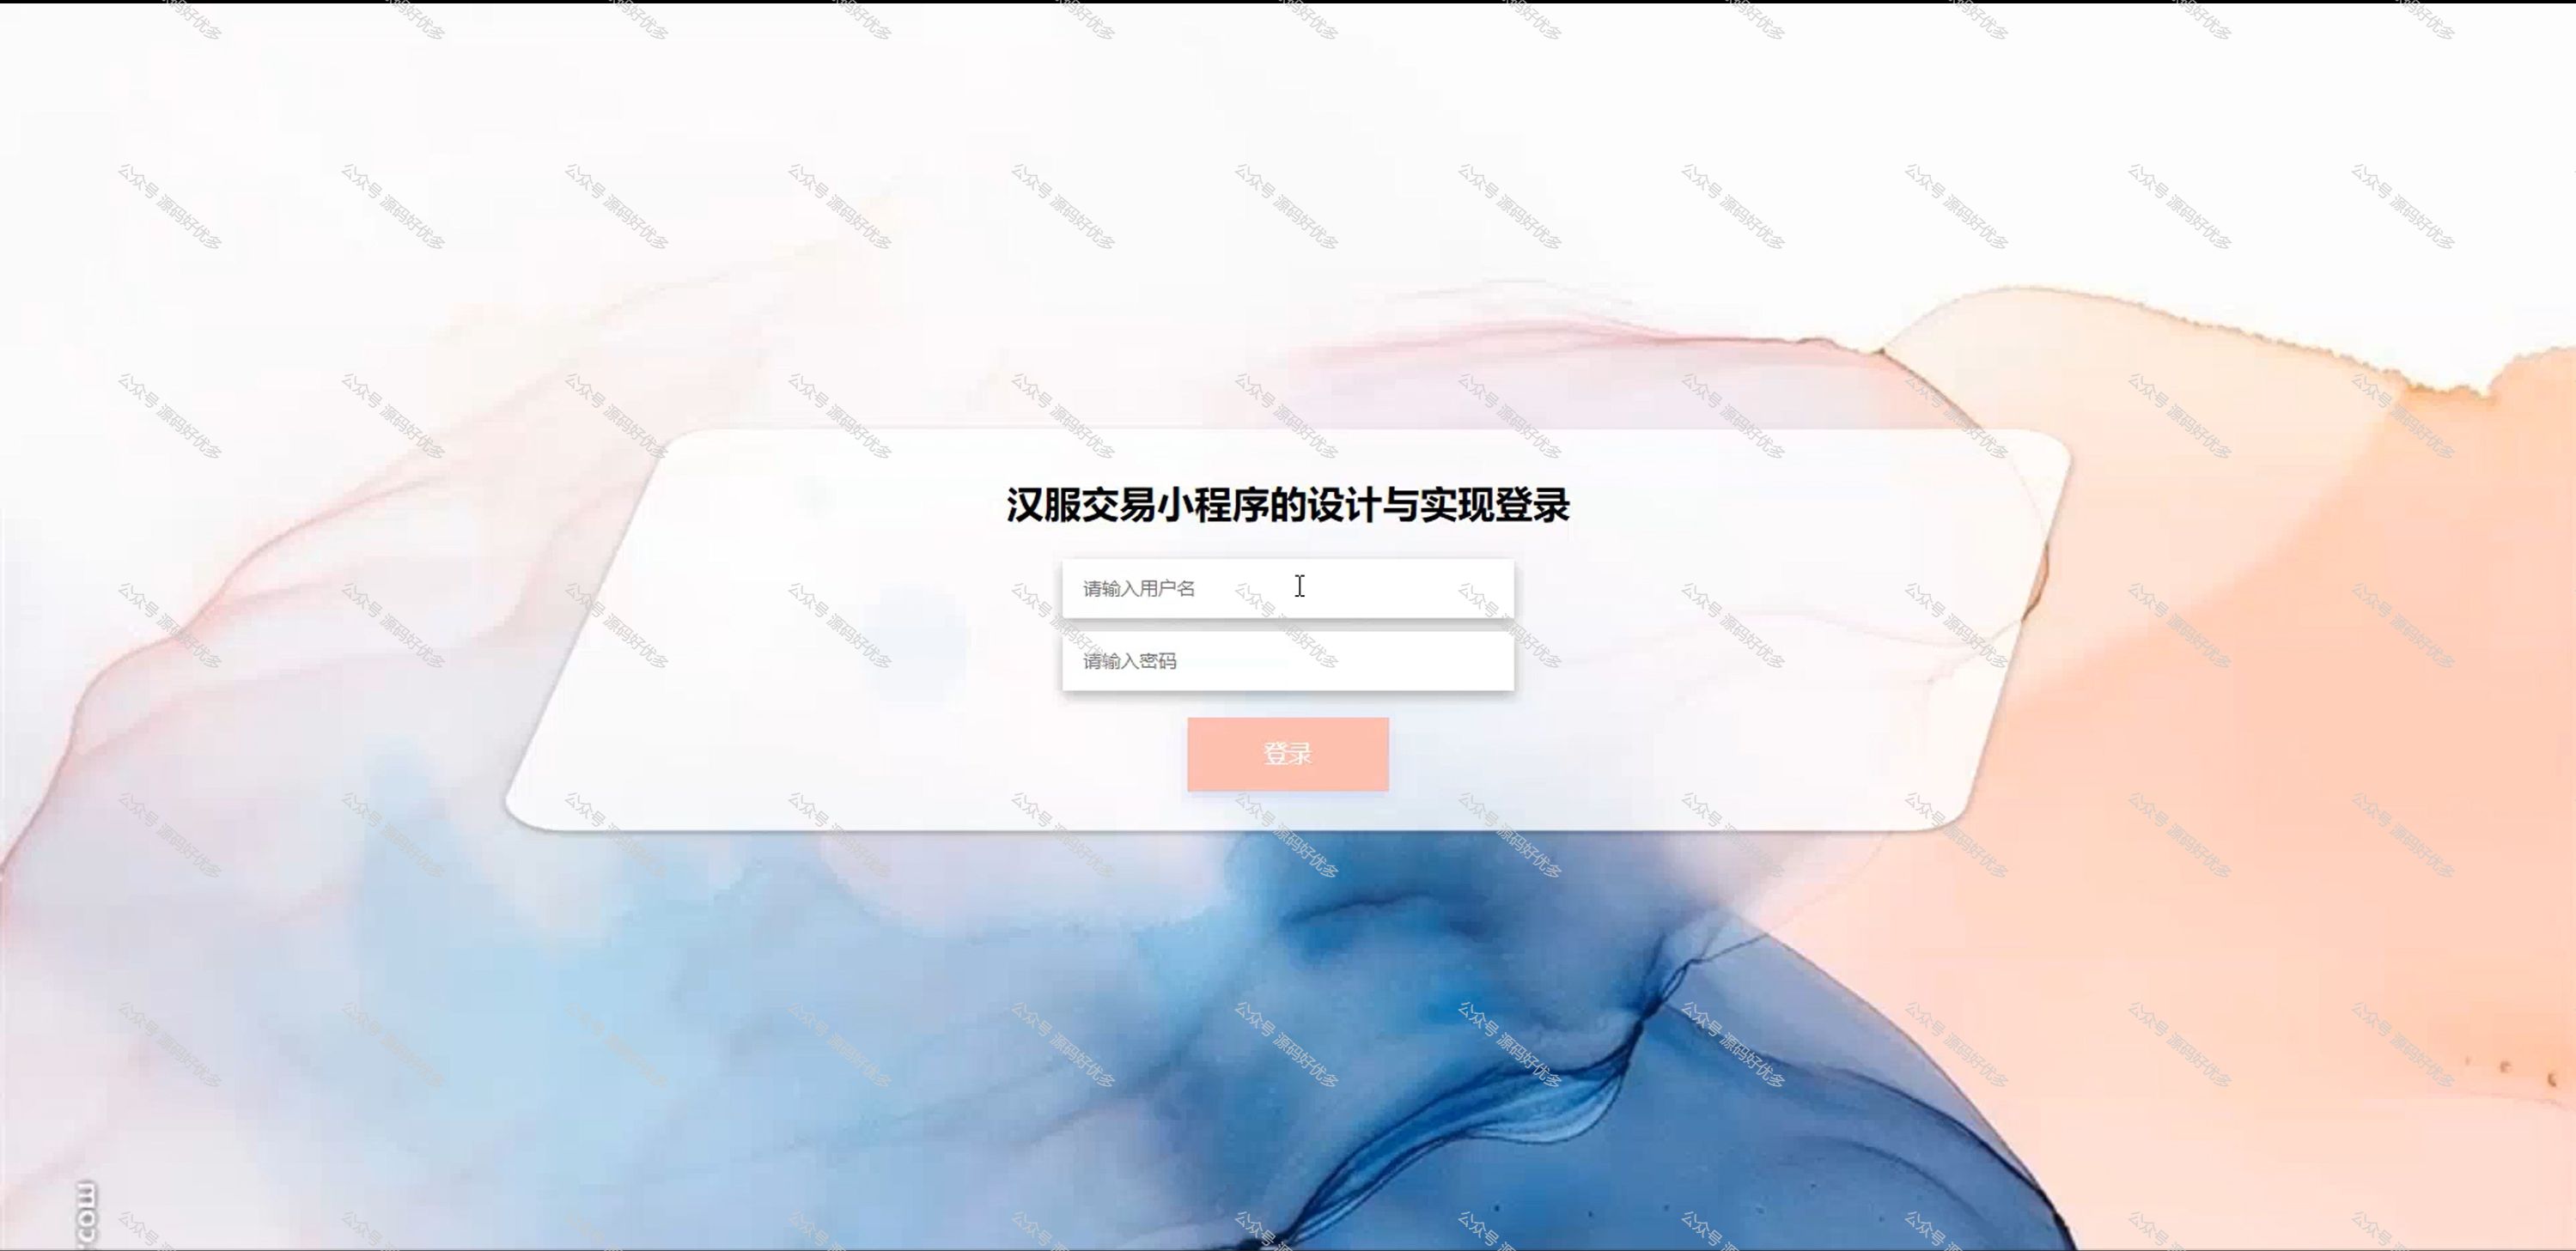 汉服交易小程序的设计与实现登录
请输入用户名
请输入密码
登录
公众号 源码好优多